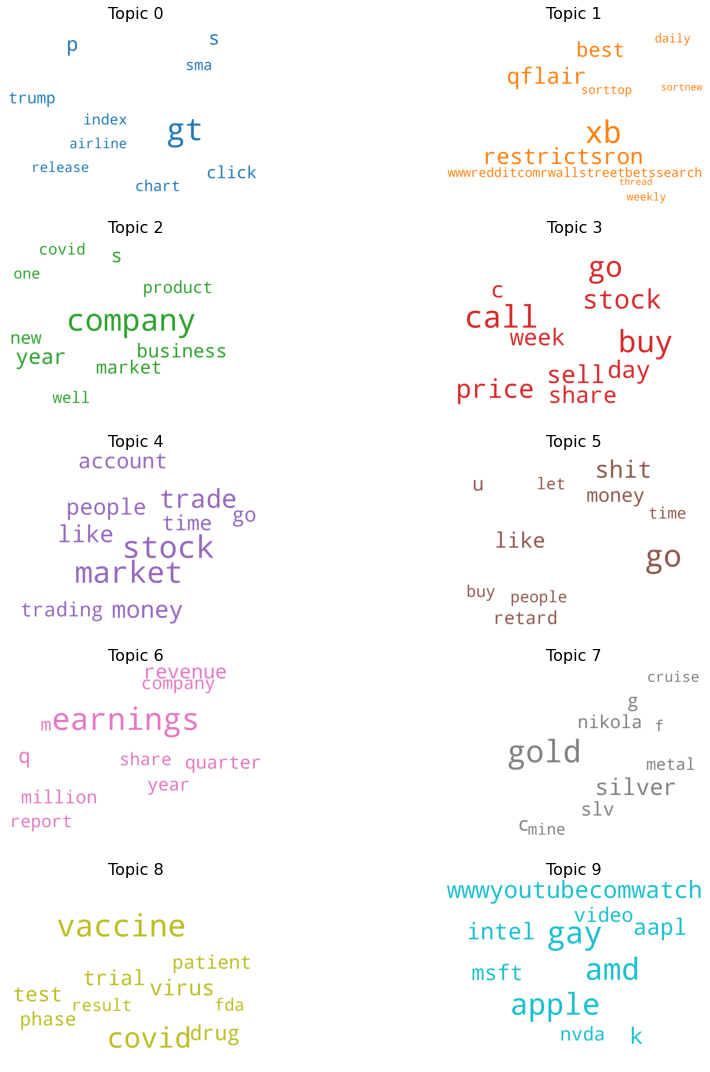 Topic 0
p
s
sma
trump
index
gt
airline
release
click
chart
Topic 1
daily
best
qflair
sorttop
sortnew
xb
restrictsron
wwwredditcomrwallstreetbetssearch
thread
weekly
Topic 2
covid
s
one
product
company
new
business
year
market
well
Topic 3
go
c
stock
call
week
buy
day
sell
price
share
Topic 4
account
trade
people
go
time
like
stock
market
trading
money
Topic 5
shit
u
let
money
time
like
go
buy
people
retard
Topic 6
revenue
company
m
earnings
q
share
quarter
year
million
report
Topic 7
cruise
g
nikola
f
gold
metal
silver
slv
c
mine
Topic 8
vaccine
patient
trial
virus
test
result
fda
phase
drug
covid
Topic 9
wwwyoutubecomwatch
video
intel
gay
aapl
msft
amd
apple
nvda
k